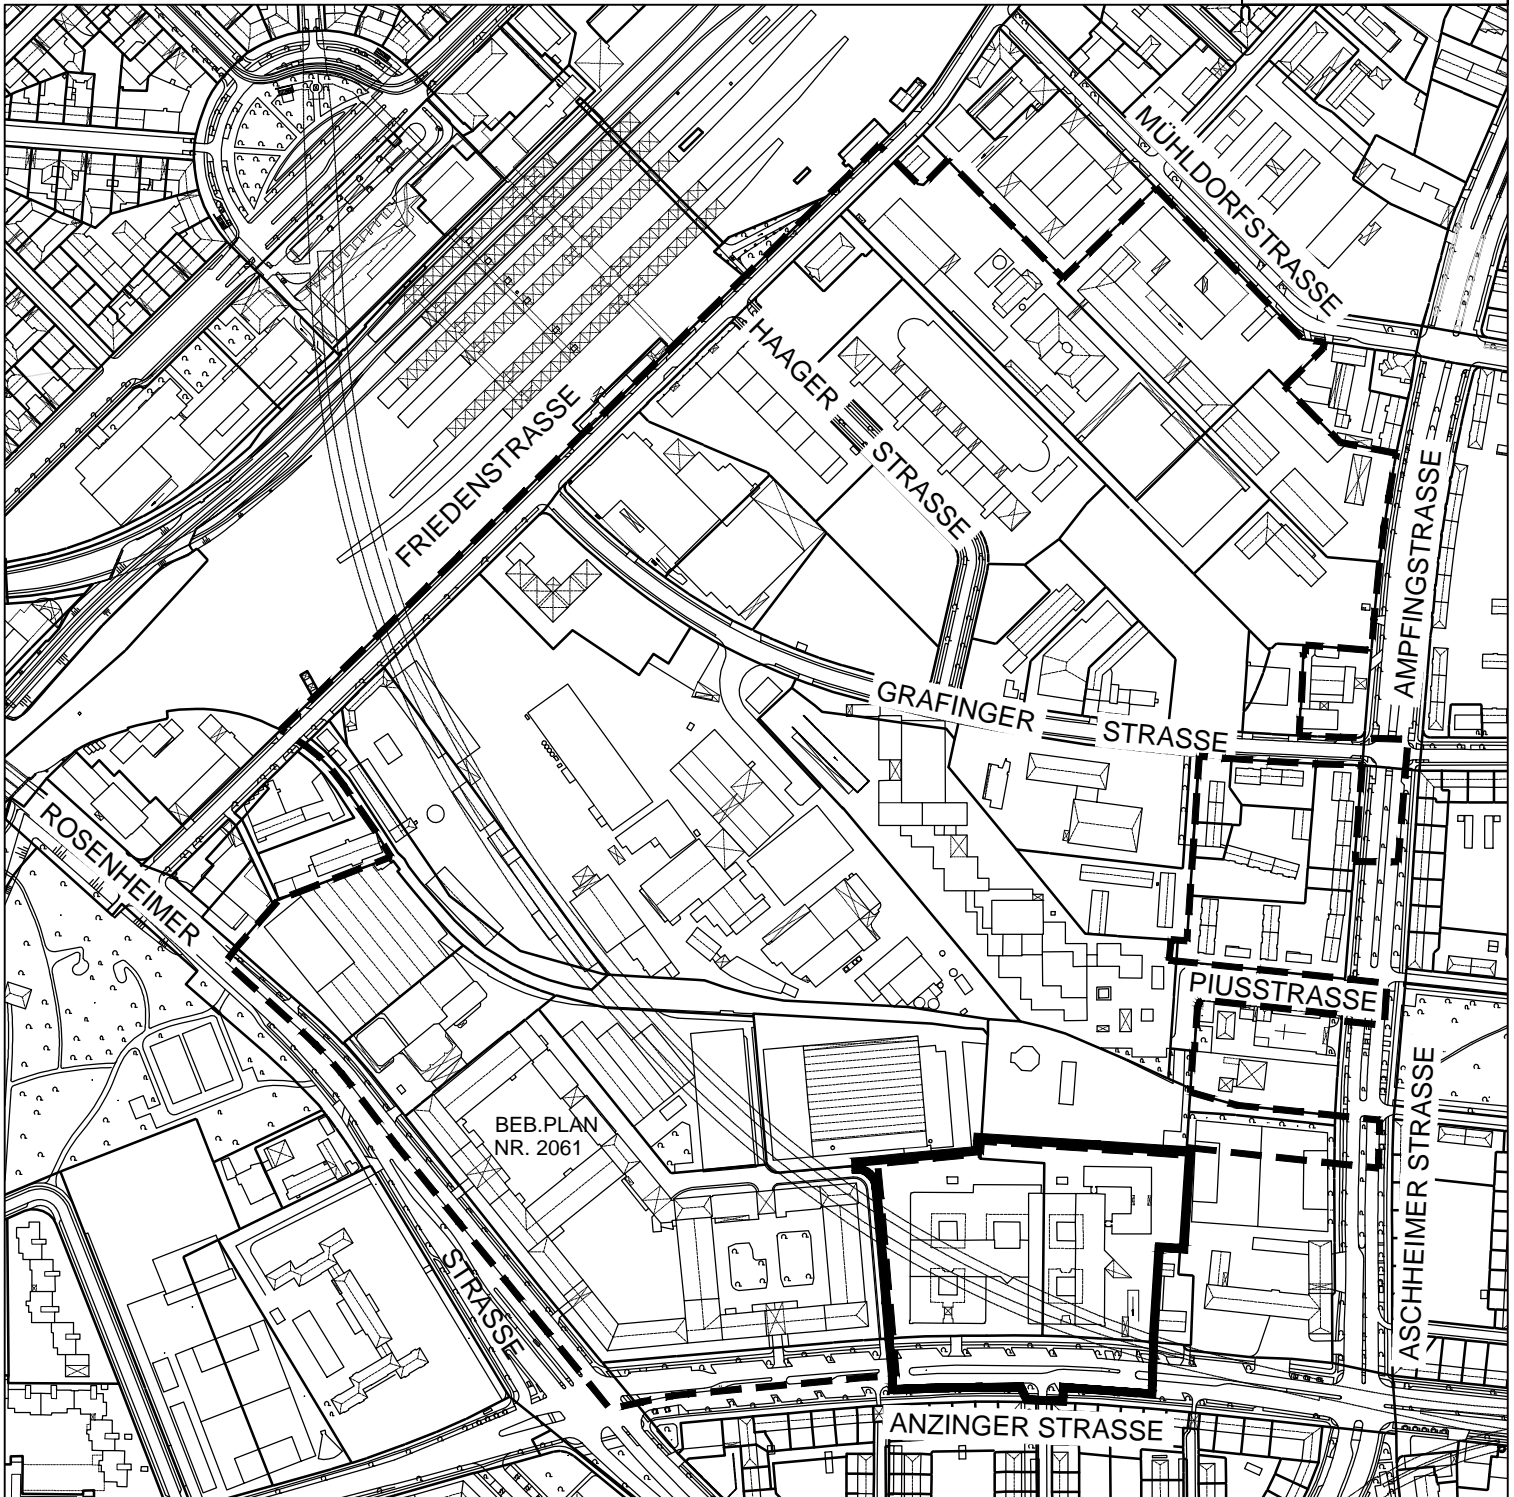 MÜHLDORFSTRASSE
HAAGER
STRASSE
FRIEDENSTRASSE
AMPFINGSTRASSE
GRAFINGER
STRASSE
ROSENHEIMER
PIUSSTRASSE
BEB.PLAN
NR. 2061
ASCHHEIMER STRASSE
STRASSE
ANZINGER STRASSE